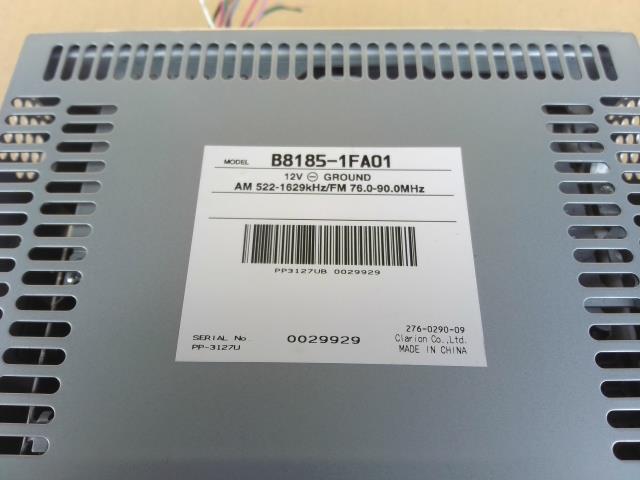 MODEL B8185-1FA01
12V ⊖ GROUND
AM 522-1629kHz/FM 76.0-90.0MHz
PP3127UB 0029929
276-0290-09
SERIAL No. 0029929 Clarion Co.,Ltd.
PP-3127U MADE IN CHINA